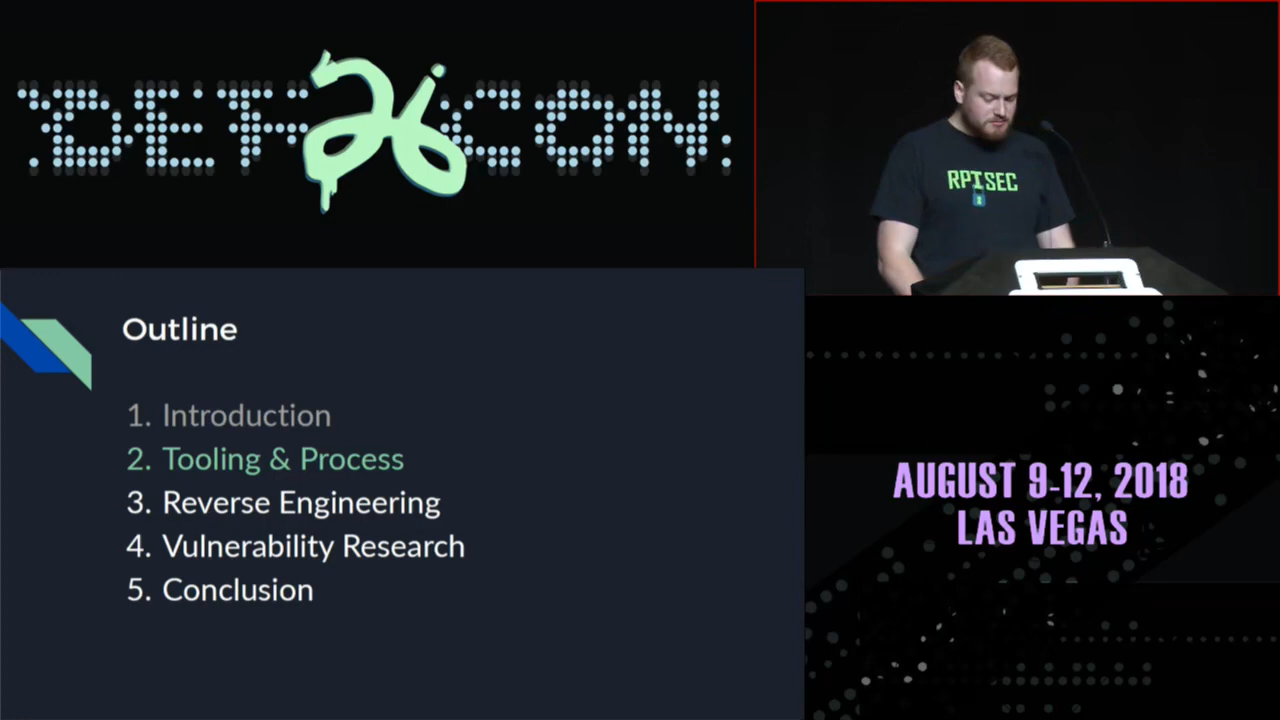 DEF CON 26
RPISEC
Outline
1. Introduction
2. Tooling & Process
3. Reverse Engineering
4. Vulnerability Research
5. Conclusion
AUGUST 9-12, 2018
LAS VEGAS